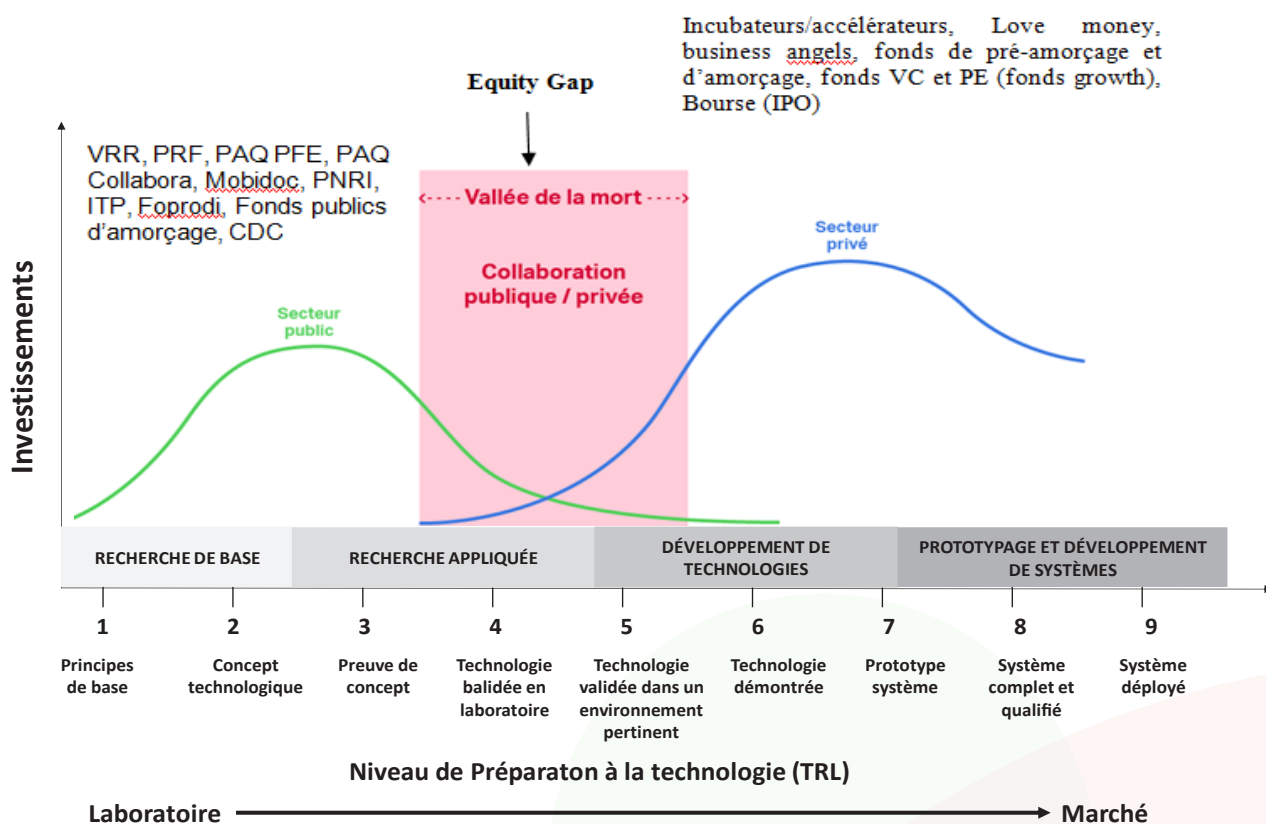 Incubateurs/accélérateurs, Love money,
business angels, fonds de pré-amorçage et
d'amorçage, fonds VC et PE (fonds growth),
Bourse (IPO)
Equity Gap
VRR, PRF, PAQ PFE, PAQ
Collabora, Mobidoc, PNRI,
ITP, Foprodi, Fonds publics
d'amorçage, CDC
Vallée de la mort
Collaboration
publique / privée
Secteur
privé
Secteur
public
Investissements
RECHERCHE DE BASE
RECHERCHE APPLIQUÉE
DÉVELOPPEMENT DE
TECHNOLOGIES
PROTOTYPAGE ET DÉVELOPPEMENT
DE SYSTÈMES
1 2 3 4 5 6 7 8 9
Principes
de base
Concept
technologique
Preuve de
concept
Technologie
balidée en
laboratoire
Technologie
validée dans un
environnement
pertinent
Technologie
démontrée
Prototype
système
Système
complet et
qualifié
Système
déployé
Niveau de Préparaton à la technologie (TRL)
Laboratoire Marché